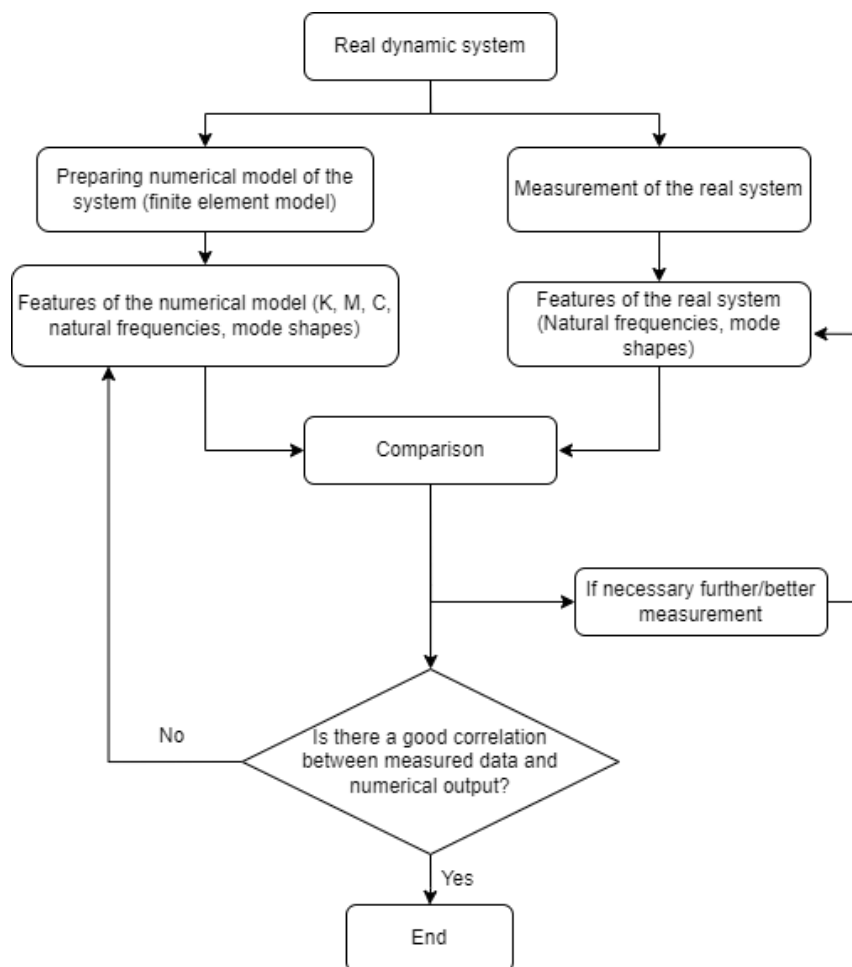 Real dynamic system
Preparing numerical model of the
system (finite element model)
Measurement of the real system
Features of the numerical model (K, M, C,
natural frequencies, mode shapes)
Features of the real system
(Natural frequencies, mode
shapes)
Comparison
If necessary further/better
measurement
No
Is there a good correlation
between measured data and
numerical output?
Yes
End